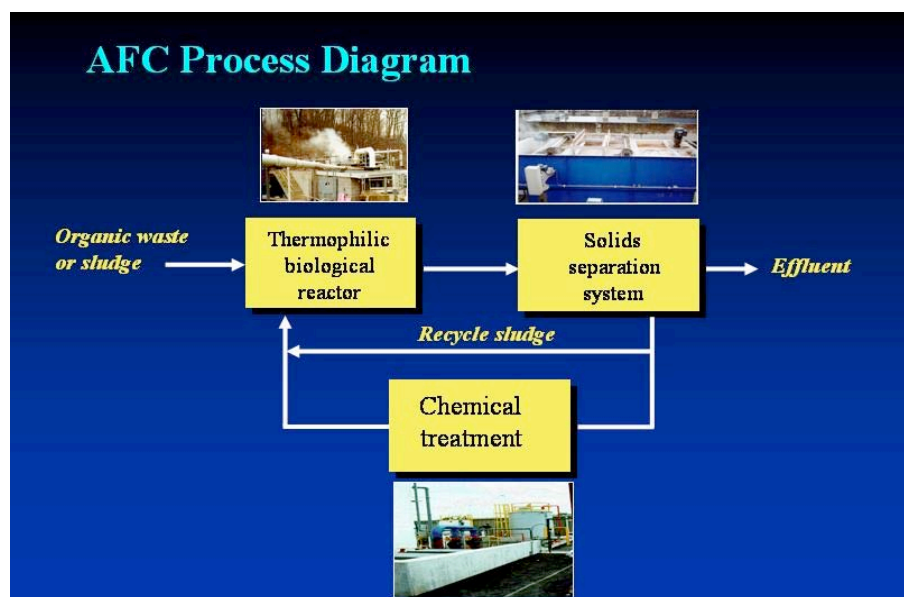 AFC Process Diagram
Organic waste
or sludge
Thermophilic
biological
reactor
Solids
separation
system
Effluent
Recycle sludge
Chemical
treatment